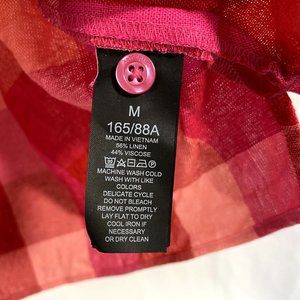 M
165/88A
MADE IN VIETNAM
56% LINEN
44% VISCOSE
MACHINE WASH COLD
WASH WITH LIKE
COLORS
DELICATE CYCLE
DO NOT BLEACH
REMOVE PROMPTLY
LAY FLAT TO DRY
COOL IRON IF
NECESSARY
OR DRY CLEAN